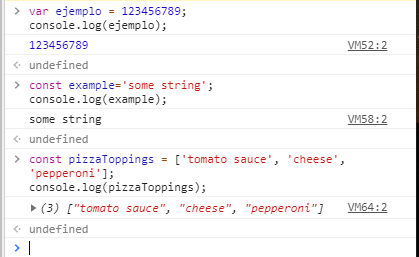 var ejemplo = 123456789;
console.log(ejemplo);
123456789 VM52:2
undefined
const example='some string';
console.log(example);
some string VM58:2
undefined
const pizzaToppings = ['tomato sauce', 'cheese',
'pepperoni'];
console.log(pizzaToppings);
(3) ["tomato sauce", "cheese", "pepperoni"] VM64:2
undefined